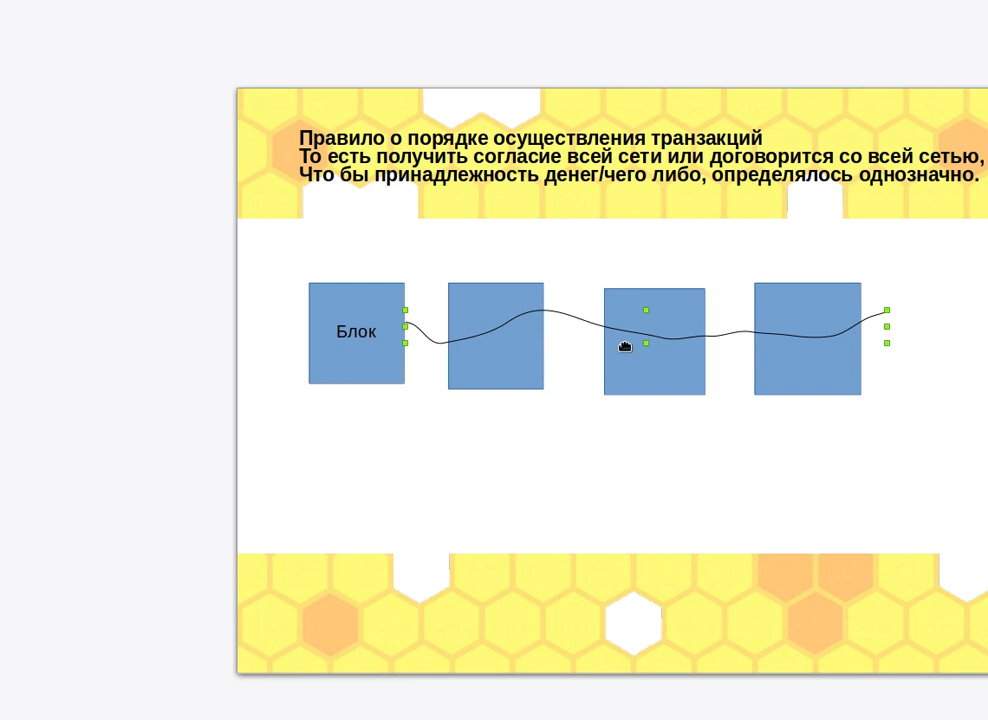 Правило о порядке осуществления транзакций
То есть получить согласие всей сети или договорится со всей сетью,
Что бы принадлежность денег/чего либо, определялось однозначно.
Блок